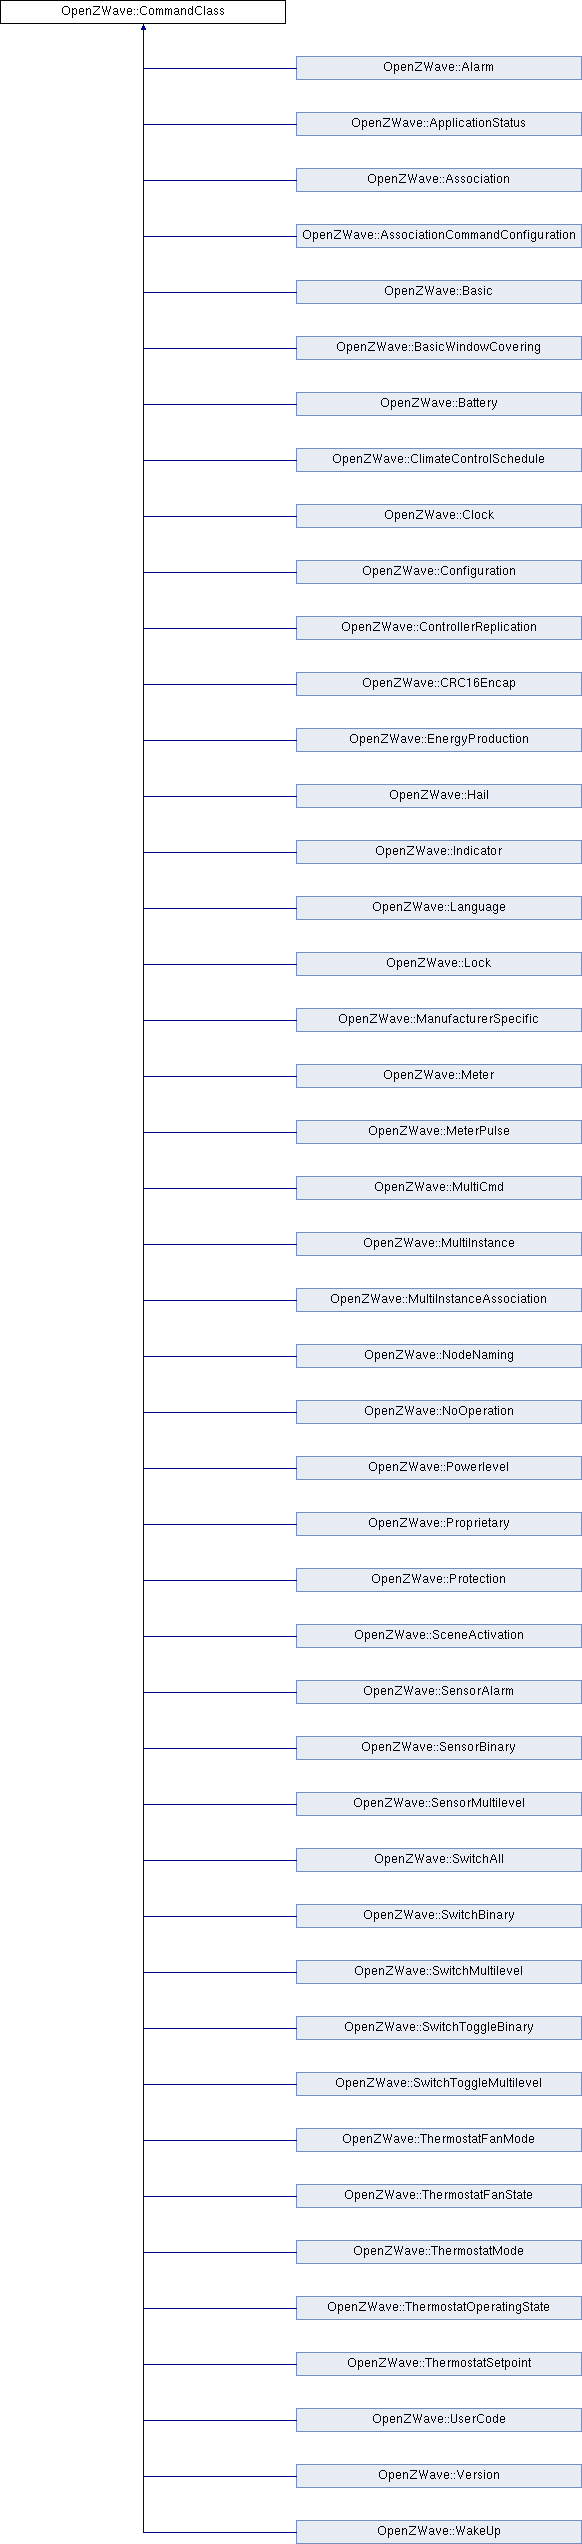 OpenZWave::CommandClass
OpenZWave::Alarm
OpenZWave::ApplicationStatus
OpenZWave::Association
OpenZWave::AssociationCommandConfiguration
OpenZWave::Basic
OpenZWave::BasicWindowCovering
OpenZWave::Battery
OpenZWave::ClimateControlSchedule
OpenZWave::Clock
OpenZWave::Configuration
OpenZWave::ControllerReplication
OpenZWave::CRC16Encap
OpenZWave::EnergyProduction
OpenZWave::Hail
OpenZWave::Indicator
OpenZWave::Language
OpenZWave::Lock
OpenZWave::ManufacturerSpecific
OpenZWave::Meter
OpenZWave::MeterPulse
OpenZWave::MultiCmd
OpenZWave::MultiInstance
OpenZWave::MultiInstanceAssociation
OpenZWave::NodeNaming
OpenZWave::NoOperation
OpenZWave::Powerlevel
OpenZWave::Proprietary
OpenZWave::Protection
OpenZWave::SceneActivation
OpenZWave::SensorAlarm
OpenZWave::SensorBinary
OpenZWave::SensorMultilevel
OpenZWave::SwitchAll
OpenZWave::SwitchBinary
OpenZWave::SwitchMultilevel
OpenZWave::SwitchToggleBinary
OpenZWave::SwitchToggleMultilevel
OpenZWave::ThermostatFanMode
OpenZWave::ThermostatFanState
OpenZWave::ThermostatMode
OpenZWave::ThermostatOperatingState
OpenZWave::ThermostatSetpoint
OpenZWave::UserCode
OpenZWave::Version
OpenZWave::WakeUp